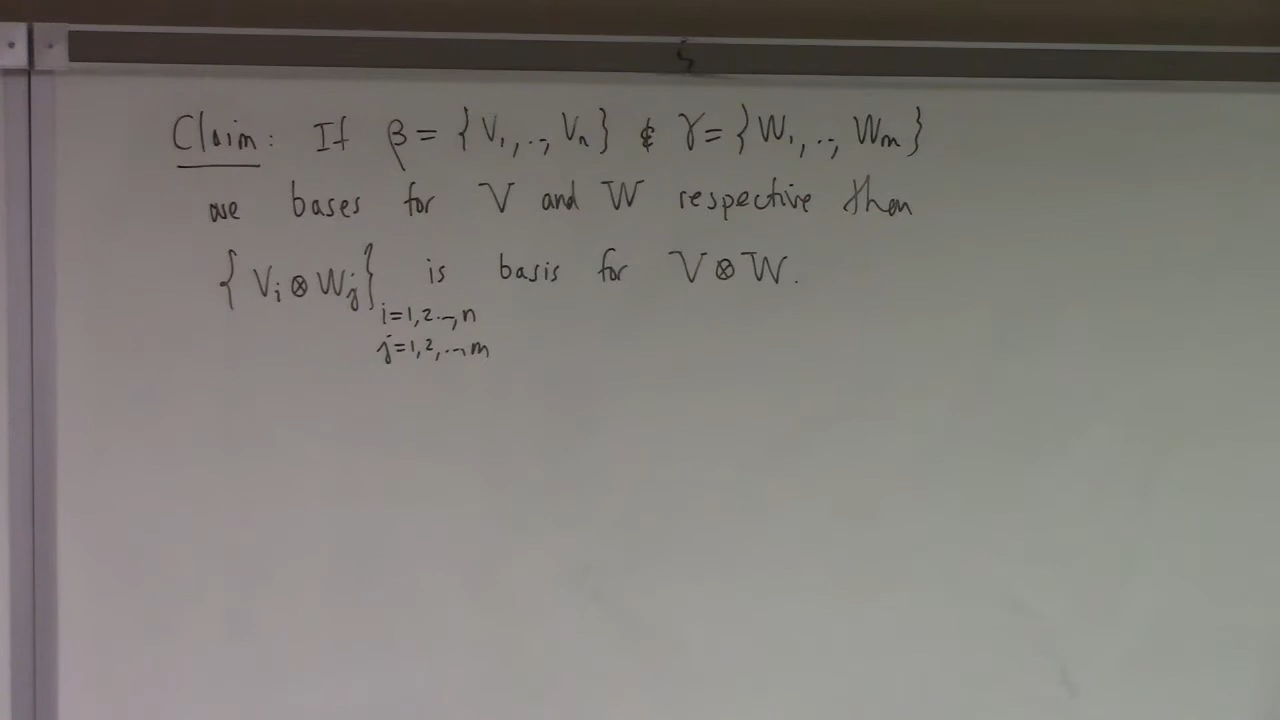 Claim: If β = {V₁,..,Vₙ} & γ = {W₁,..,Wₘ}
are bases for V and W respective then
{Vᵢ⊗Wⱼ} is basis for V⊗W.
i=1,2..,n
j=1,2,..,m